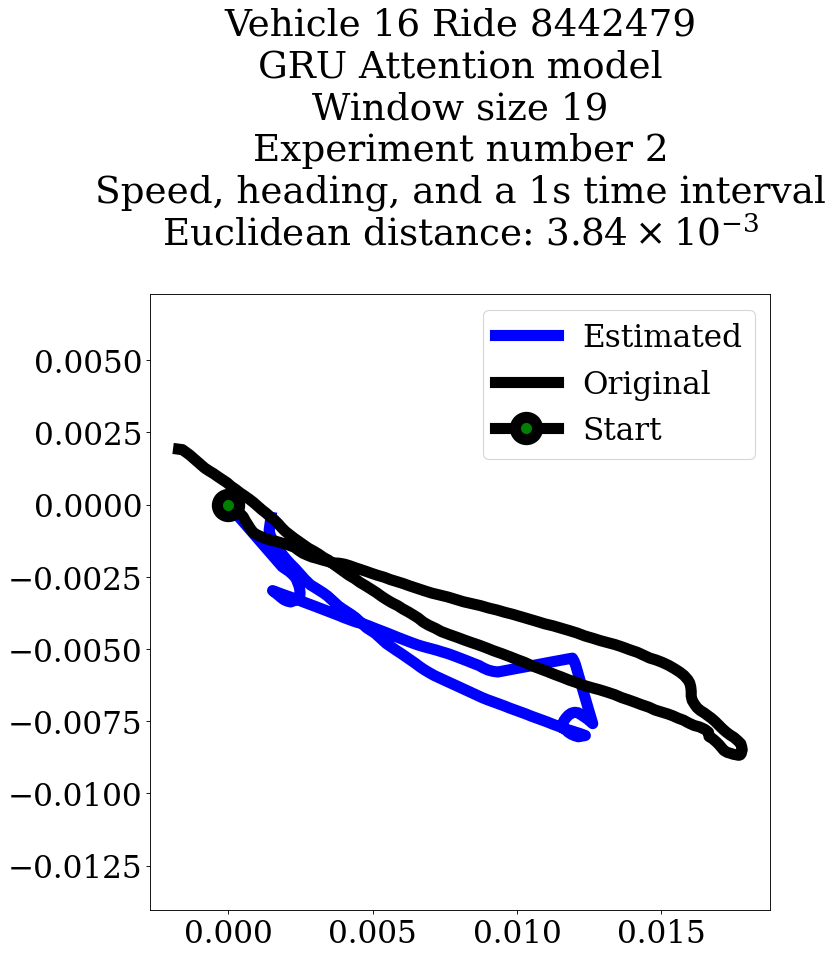 Vehicle 16 Ride 8442479
GRU Attention model
Window size 19
Experiment number 2
Speed, heading, and a 1s time interval
Euclidean distance: 3.84 × 10⁻³
Estimated
Original
Start
0.0050
0.0025
0.0000
−0.0025
−0.0050
−0.0075
−0.0100
−0.0125
0.000 0.005 0.010 0.015